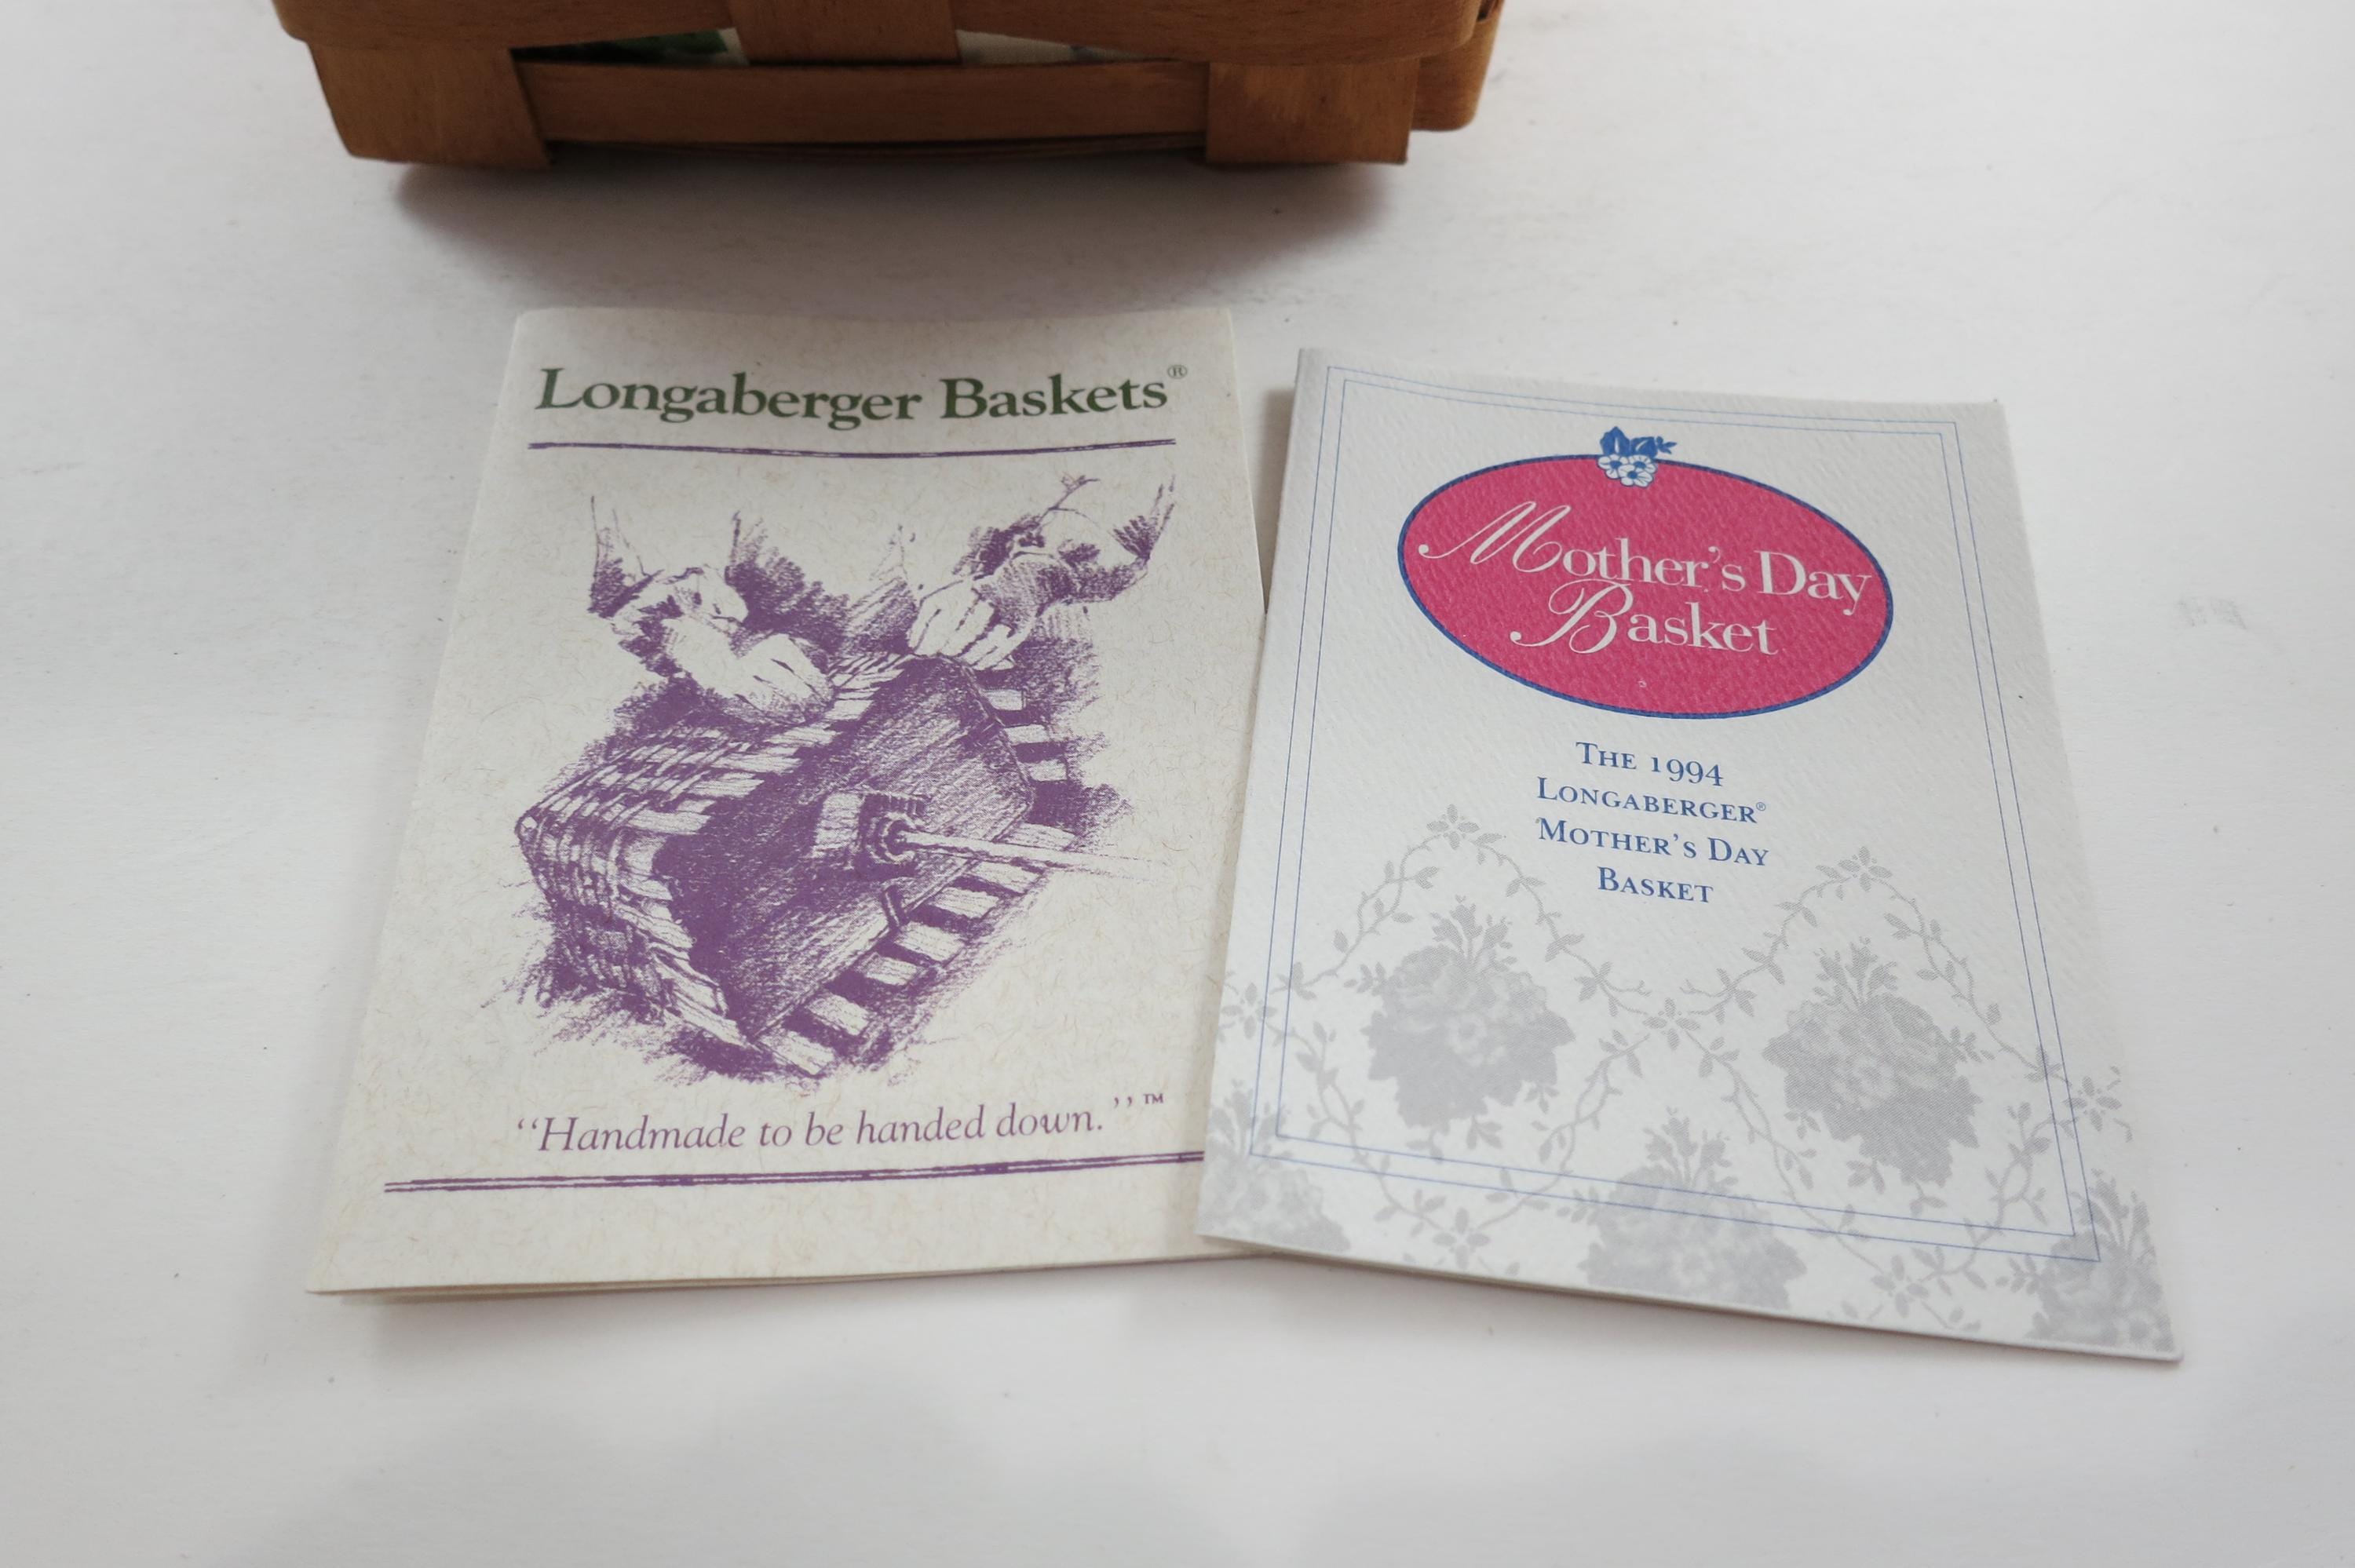 Longaberger Baskets®
“Handmade to be handed down.”™
Mother's Day
Basket
The 1994
Longaberger®
Mother's Day
Basket